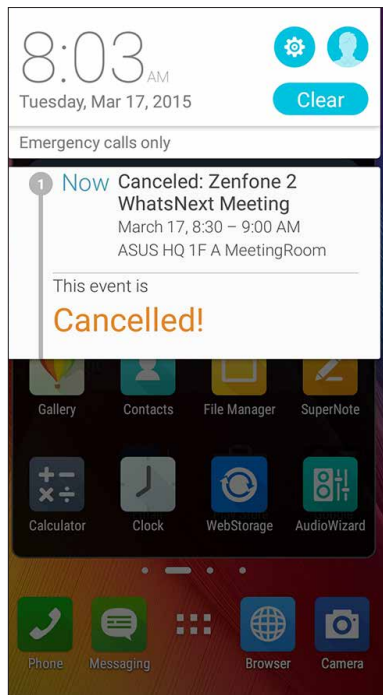 8:03 AM
Tuesday, Mar 17, 2015
Clear
Emergency calls only
1 Now Canceled: Zenfone 2
WhatsNext Meeting
March 17, 8:30 – 9:00 AM
ASUS HQ 1F A MeetingRoom
This event is
Cancelled!
Gallery Contacts File Manager SuperNote
Calculator Clock WebStorage AudioWizard
Phone Messaging Browser Camera